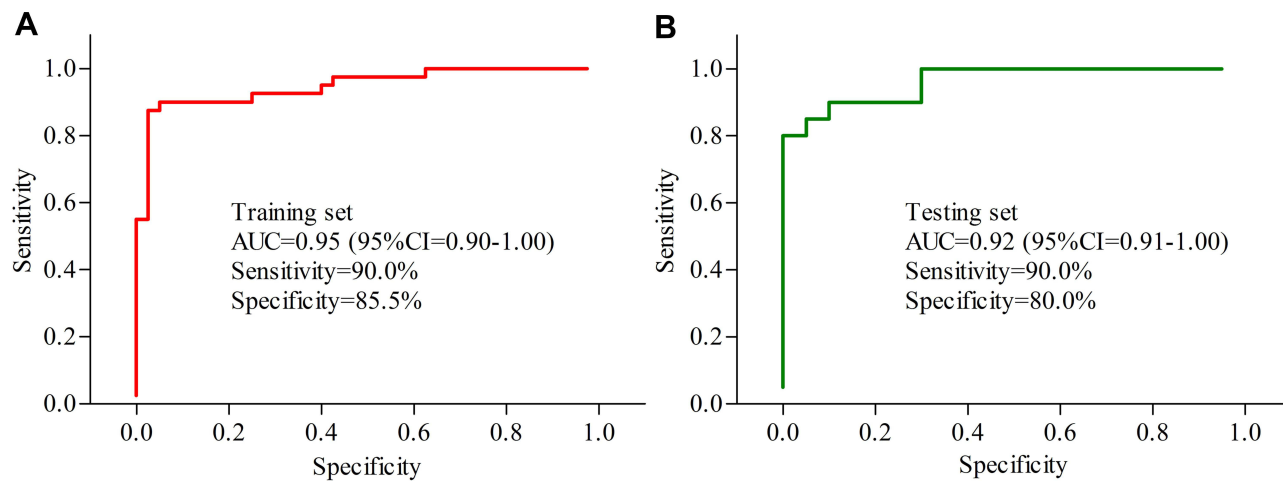 A
1.0
0.8
0.6
0.4
0.2
0.0
Sensitivity
Training set
AUC=0.95 (95%CI=0.90-1.00)
Sensitivity=90.0%
Specificity=85.5%
0.0 0.2 0.4 0.6 0.8 1.0
Specificity
B
1.0
0.8
0.6
0.4
0.2
0.0
Sensitivity
Testing set
AUC=0.92 (95%CI=0.91-1.00)
Sensitivity=90.0%
Specificity=80.0%
0.0 0.2 0.4 0.6 0.8 1.0
Specificity